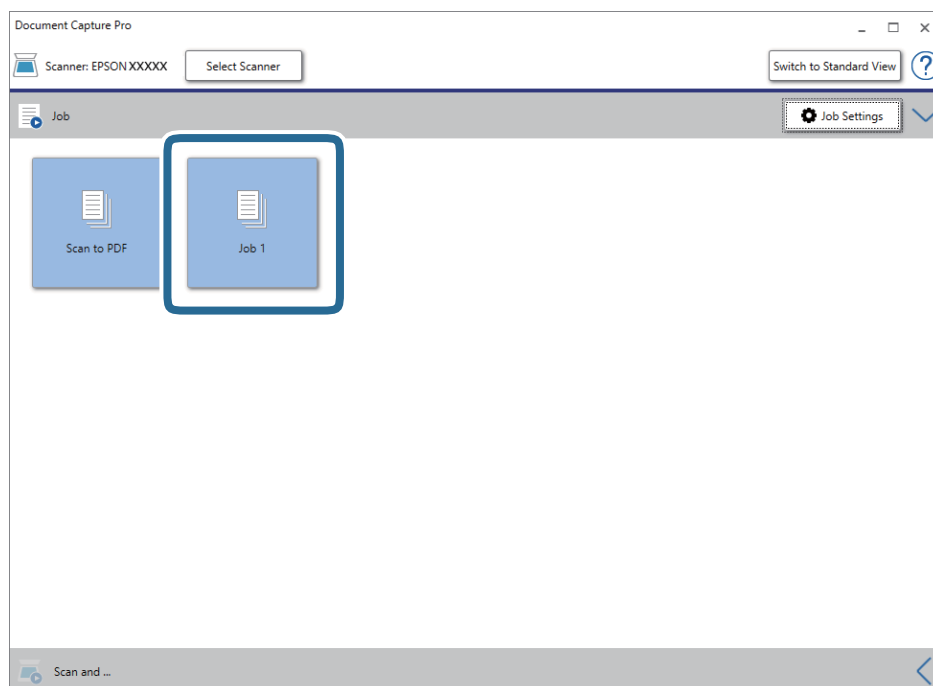 Document Capture Pro
Scanner: EPSON XXXXX
Select Scanner
Switch to Standard View
?
Job
Job Settings
Scan to PDF
Job 1
Scan and ...